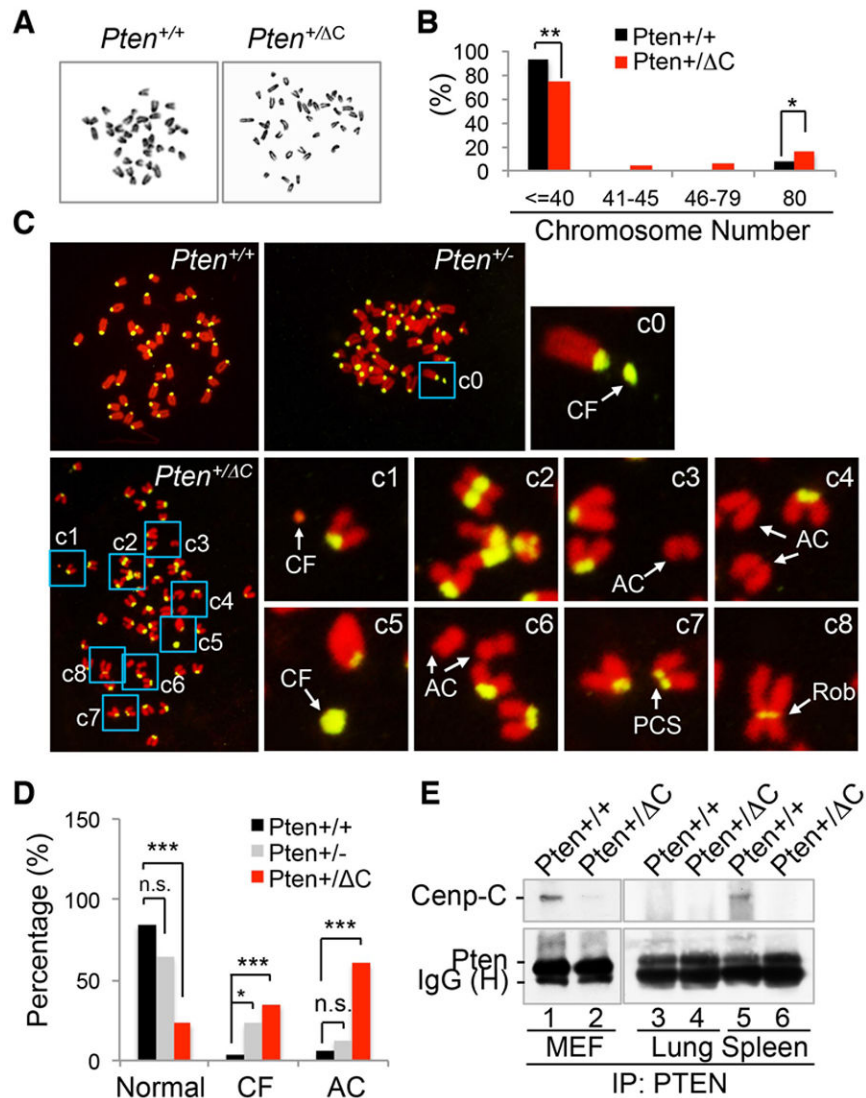 A
Pten+/+
Pten+/ΔC
B
Pten+/+
Pten+/ΔC
(%)
100
80
60
40
20
0
**
*
<=40 41-45 46-79 80
Chromosome Number
C
Pten+/+
Pten+/-
c0
c0
CF
Pten+/ΔC
c1
c2
c3
c4
c5
c6
c7
c8
c1
CF
c2
c3
AC
c4
AC
c5
CF
c6
AC
c7
PCS
c8
Rob
D
Pten+/+
Pten+/-
Pten+/ΔC
Percentage (%)
150
100
50
0
***
n.s.
***
*
***
n.s.
Normal CF AC
E
Pten+/+
Pten+/ΔC
Pten+/+
Pten+/ΔC
Pten+/+
Pten+/ΔC
Cenp-C
Pten
IgG (H)
1 2 3 4 5 6
MEF Lung Spleen
IP: PTEN